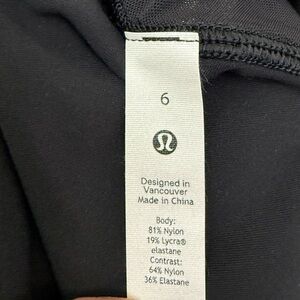 6
Designed in
Vancouver
Made in China
Body:
81% Nylon
19% Lycra®
elastane
Contrast:
64% Nylon
36% Elastane